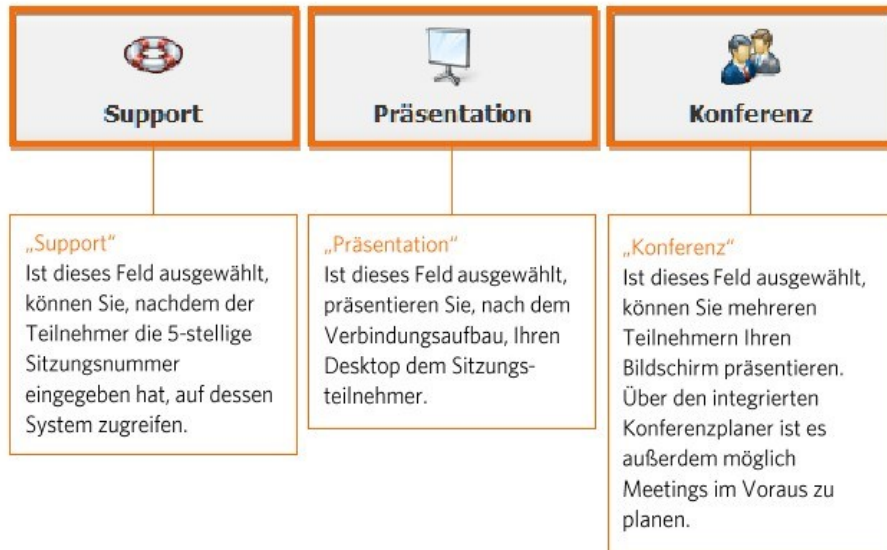 Support
Präsentation
Konferenz
„Support“
Ist dieses Feld ausgewählt,
können Sie, nachdem der
Teilnehmer die 5-stellige
Sitzungsnummer
eingegeben hat, auf dessen
System zugreifen.
„Präsentation“
Ist dieses Feld ausgewählt,
präsentieren Sie, nach dem
Verbindungsaufbau, Ihren
Desktop dem Sitzungs-
teilnehmer.
„Konferenz“
Ist dieses Feld ausgewählt,
können Sie mehreren
Teilnehmern Ihren
Bildschirm präsentieren.
Über den integrierten
Konferenzplaner ist es
außerdem möglich
Meetings im Voraus zu
planen.